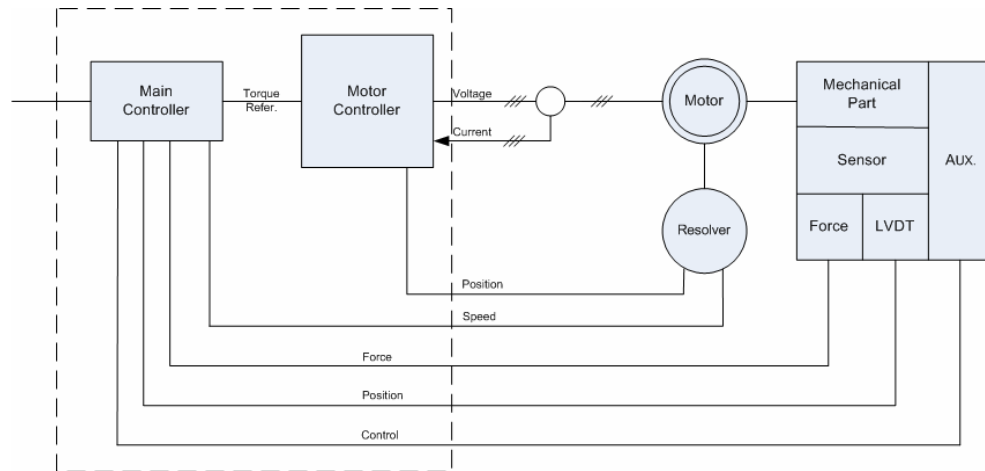 Main
Controller
Torque
Refer.
Motor
Controller
Voltage
Current
Motor
Mechanical
Part
Sensor
AUX.
Force
LVDT
Resolver
Position
Speed
Force
Position
Control